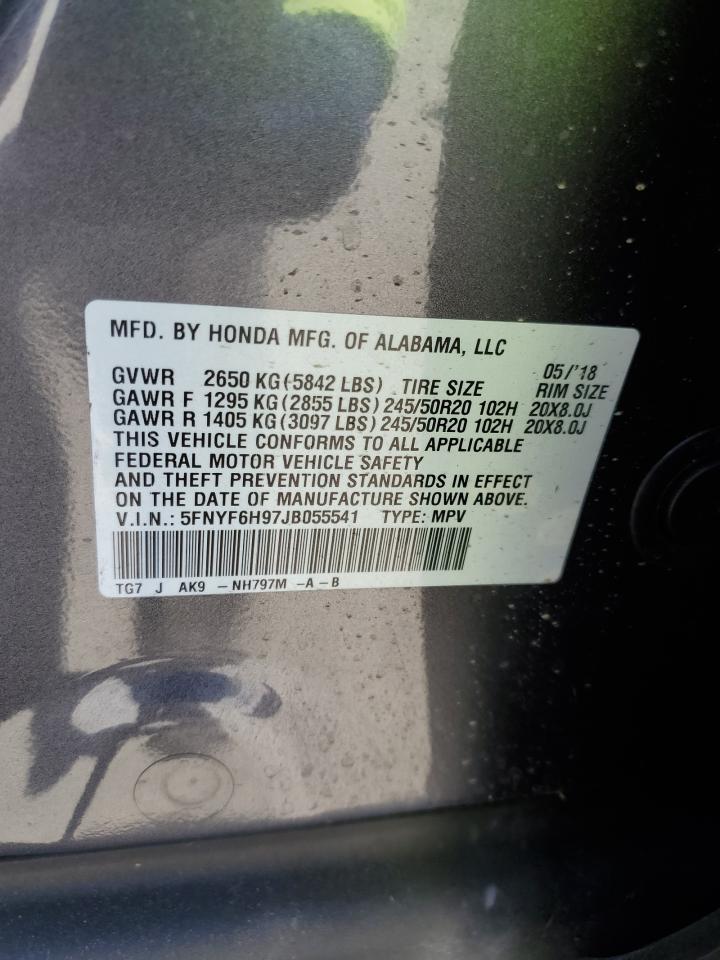 MFD. BY HONDA MFG. OF ALABAMA, LLC
05/'18
GVWR 2650 KG (5842 LBS) TIRE SIZE RIM SIZE
GAWR F 1295 KG (2855 LBS) 245/50R20 102H 20X8.0J
GAWR R 1405 KG (3097 LBS) 245/50R20 102H 20X8.0J
THIS VEHICLE CONFORMS TO ALL APPLICABLE
FEDERAL MOTOR VEHICLE SAFETY
AND THEFT PREVENTION STANDARDS IN EFFECT
ON THE DATE OF MANUFACTURE SHOWN ABOVE.
V.I.N.: 5FNYF6H97JB055541 TYPE: MPV
TG7 J AK9 -NH797M -A-B